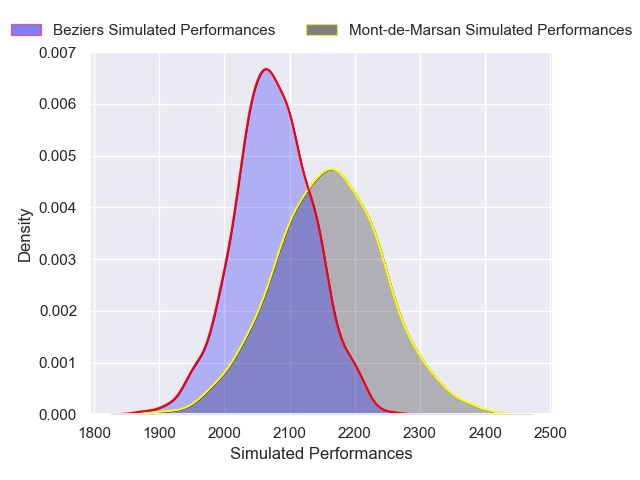 Beziers Simulated Performances
Mont-de-Marsan Simulated Performances
0.007
0.006
0.005
0.004
0.003
0.002
0.001
0.000
Density
1800 1900 2000 2100 2200 2300 2400 2500
Simulated Performances